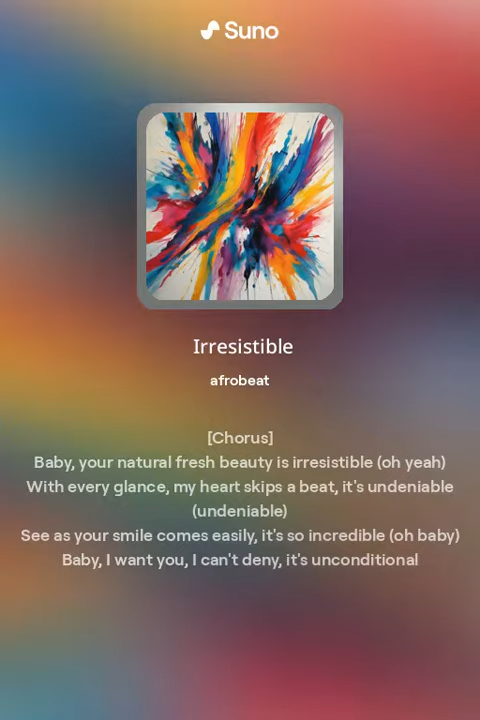 Suno
Irresistible
afrobeat
[Chorus]
Baby, your natural fresh beauty is irresistible (oh yeah)
With every glance, my heart skips a beat, it's undeniable
(undeniable)
See as your smile comes easily, it's so incredible (oh baby)
Baby, I want you, I can't deny, it's unconditional